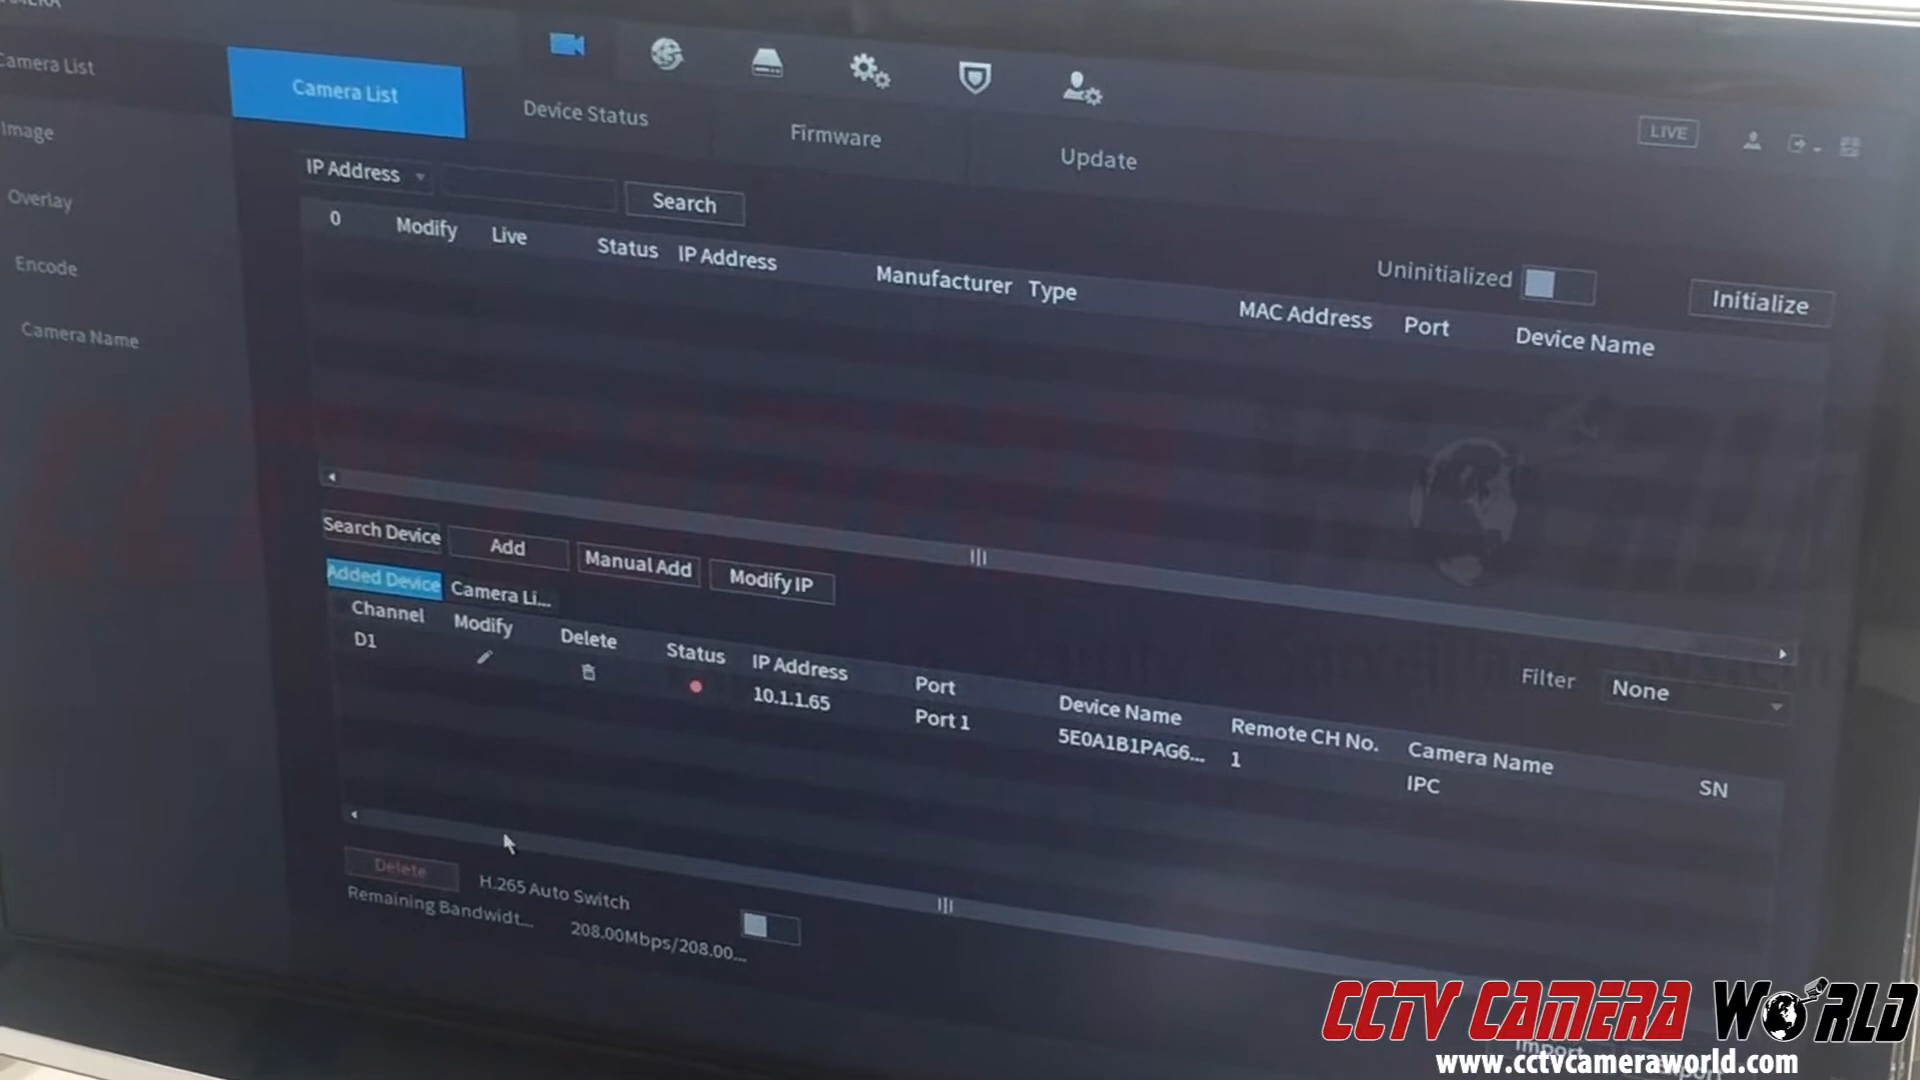 Camera List
Image
Overlay
Encode
Camera Name
Camera List
Device Status
Firmware
Update
LIVE
IP Address
Search
Uninitialized
Initialize
0 Modify Live Status IP Address Manufacturer Type MAC Address Port Device Name
Search Device Add Manual Add Modify IP
Added Device Camera Li...
Filter None
Channel Modify Delete Status IP Address Port Device Name Remote CH No. Camera Name SN
D1 10.1.1.65 Port 1 5E0A1B1PAG6... 1 IPC
Delete H.265 Auto Switch
Remaining Bandwidt... 208.00Mbps/208.00...
CCTV CAMERA WORLD
Import
www.cctvcameraworld.com